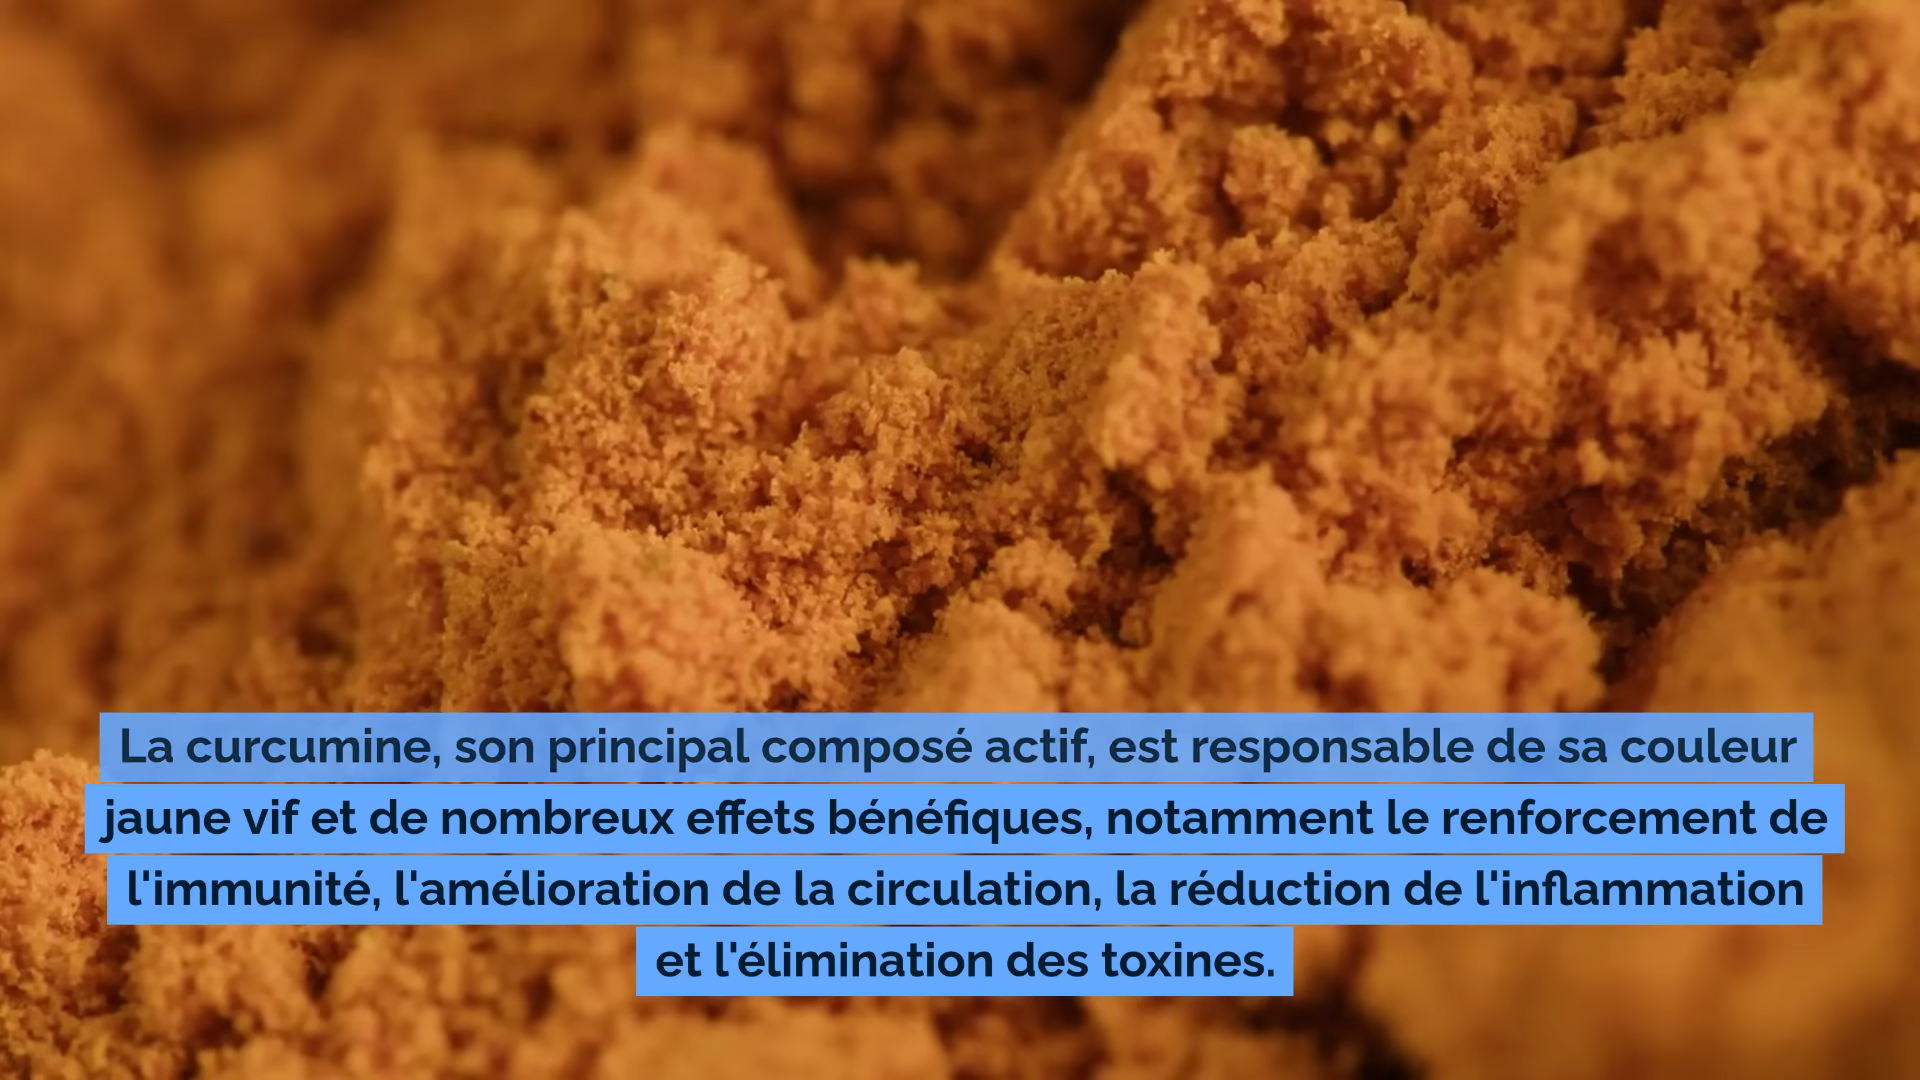 La curcumine, son principal composé actif, est responsable de sa couleur
jaune vif et de nombreux effets bénéfiques, notamment le renforcement de
l'immunité, l'amélioration de la circulation, la réduction de l'inflammation
et l'élimination des toxines.